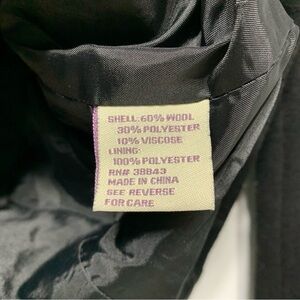 SHELL: 60% WOOL
30% POLYESTER
10% VISCOSE
LINING:
100% POLYESTER
RN# 38843
MADE IN CHINA
SEE REVERSE
FOR CARE